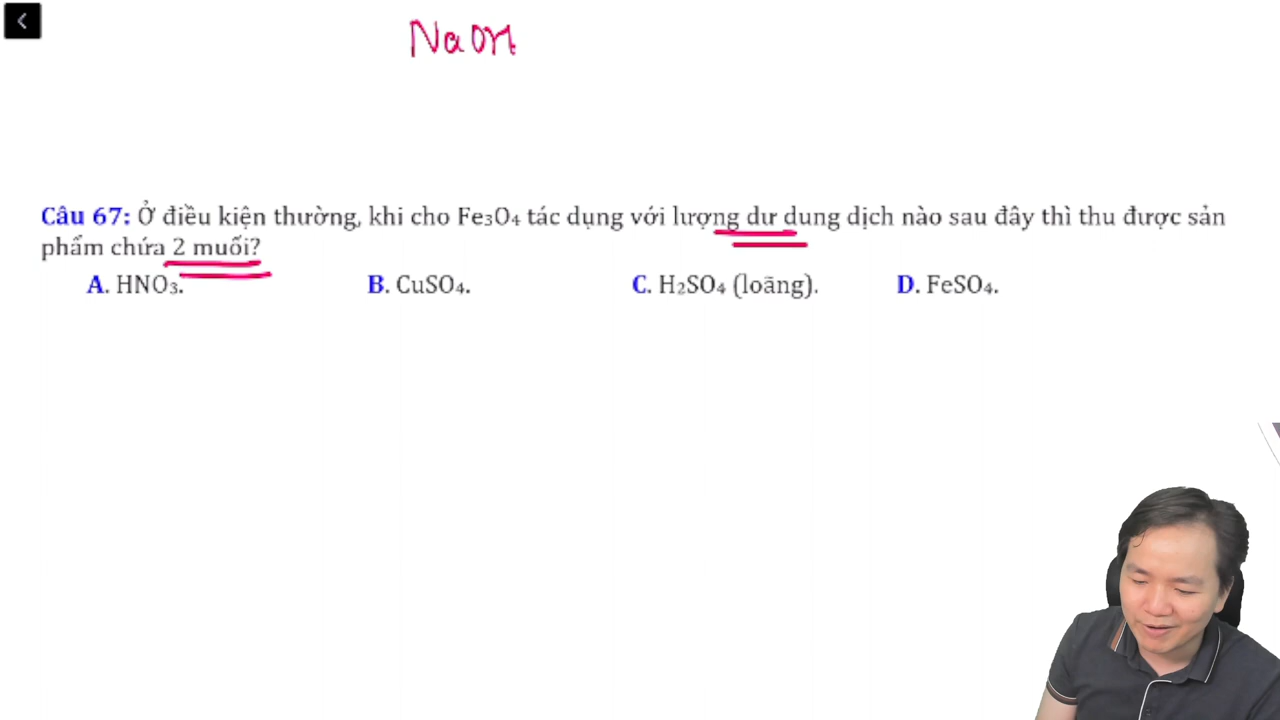 NaOH
Câu 67: Ở điều kiện thường, khi cho Fe₃O₄ tác dụng với lượng dư dung dịch nào sau đây thì thu được sản
phẩm chứa 2 muối?
A. HNO₃. B. CuSO₄. C. H₂SO₄ (loãng). D. FeSO₄.